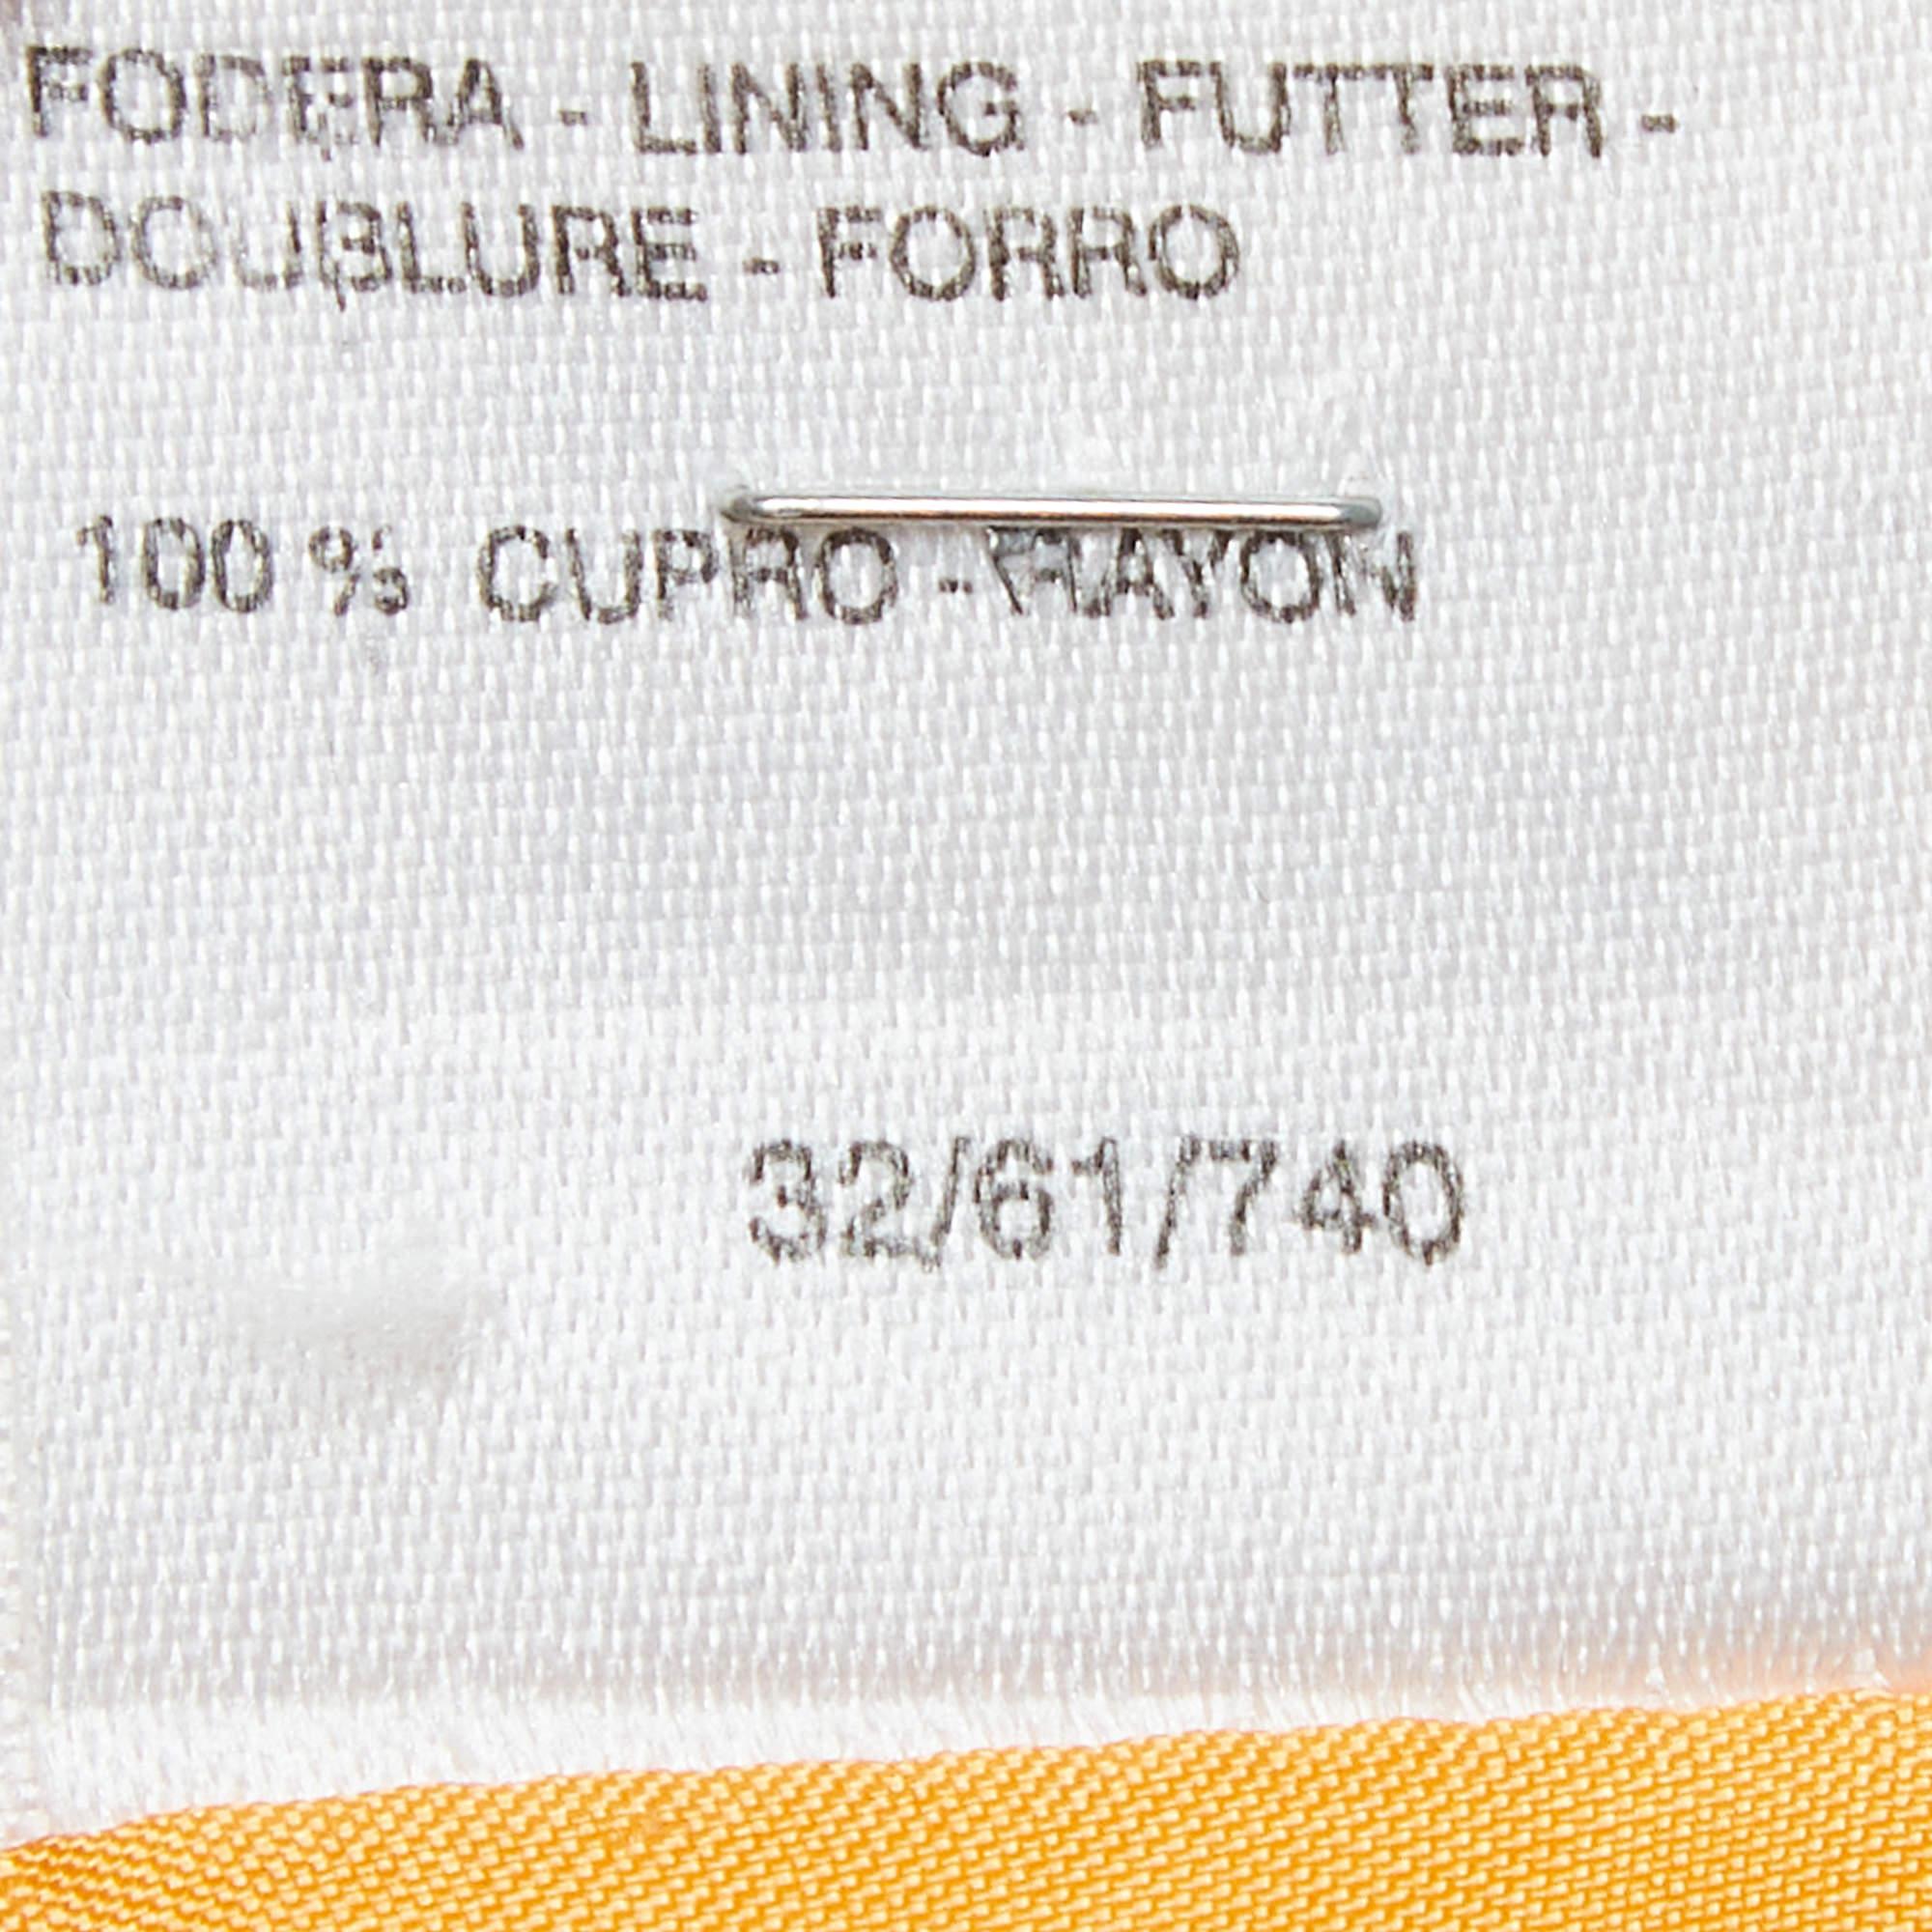 FODERA - LINING - FUTTER -
DOUBLURE - FORRO
100 % CUPRO - RAYON
32/61/740